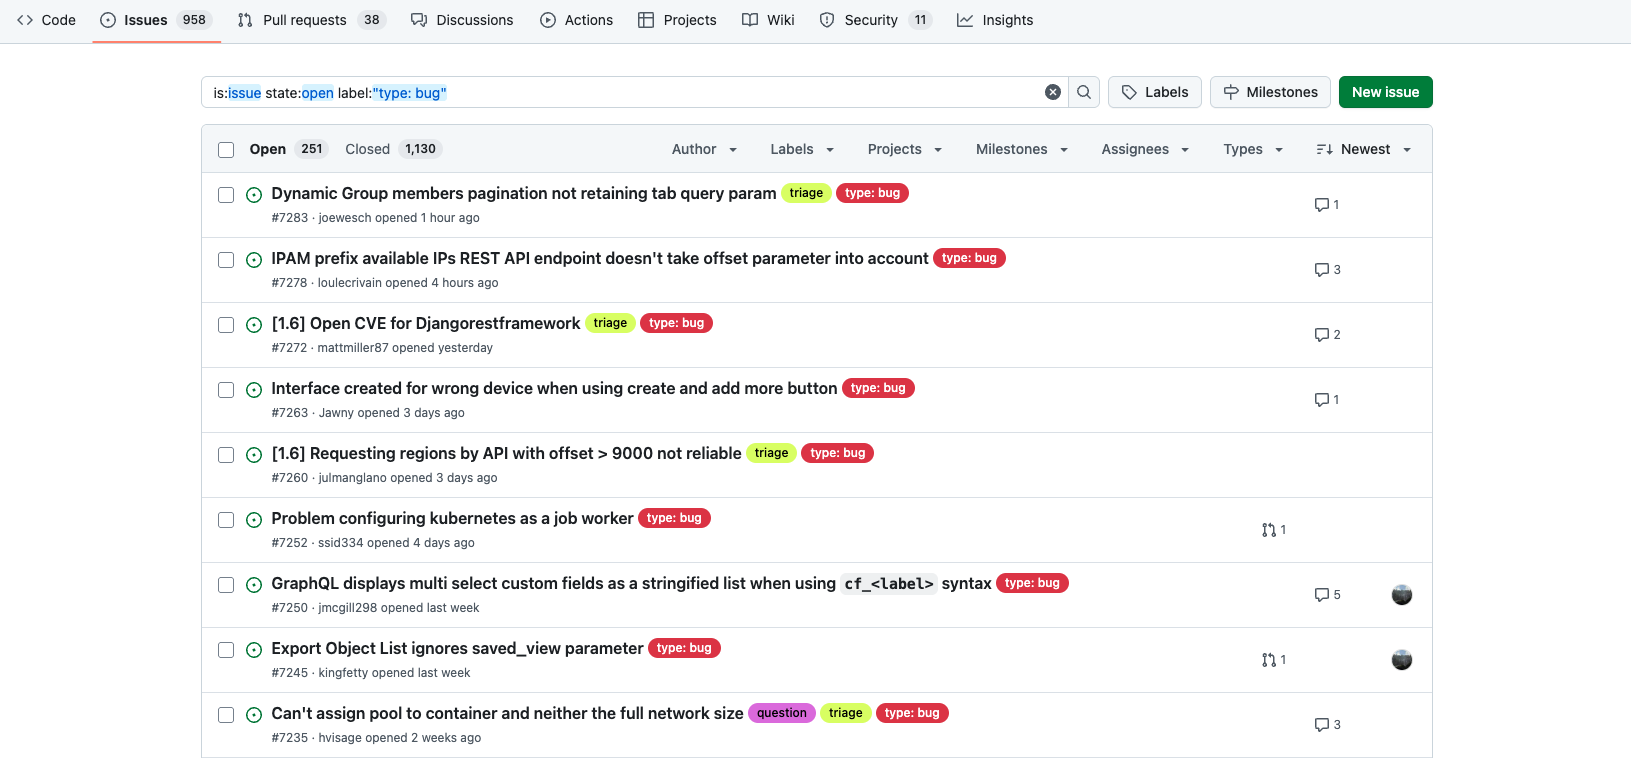 Code Issues 958 Pull requests 38 Discussions Actions Projects Wiki Security 11 Insights
is:issue state:open label:"type: bug" Labels Milestones New issue
Open 251 Closed 1,130 Author Labels Projects Milestones Assignees Types Newest
Dynamic Group members pagination not retaining tab query param triage type: bug
#7283 · joewesch opened 1 hour ago
1
IPAM prefix available IPs REST API endpoint doesn't take offset parameter into account type: bug
#7278 · loulecrivain opened 4 hours ago
3
[1.6] Open CVE for Djangorestframework triage type: bug
#7272 · mattmiller87 opened yesterday
2
Interface created for wrong device when using create and add more button type: bug
#7263 · Jawny opened 3 days ago
1
[1.6] Requesting regions by API with offset > 9000 not reliable triage type: bug
#7260 · julmanglano opened 3 days ago
Problem configuring kubernetes as a job worker type: bug
#7252 · ssid334 opened 4 days ago
1
GraphQL displays multi select custom fields as a stringified list when using cf_<label> syntax type: bug
#7250 · jmcgill298 opened last week
5
Export Object List ignores saved_view parameter type: bug
#7245 · kingfetty opened last week
1
Can't assign pool to container and neither the full network size question triage type: bug
#7235 · hvisage opened 2 weeks ago
3